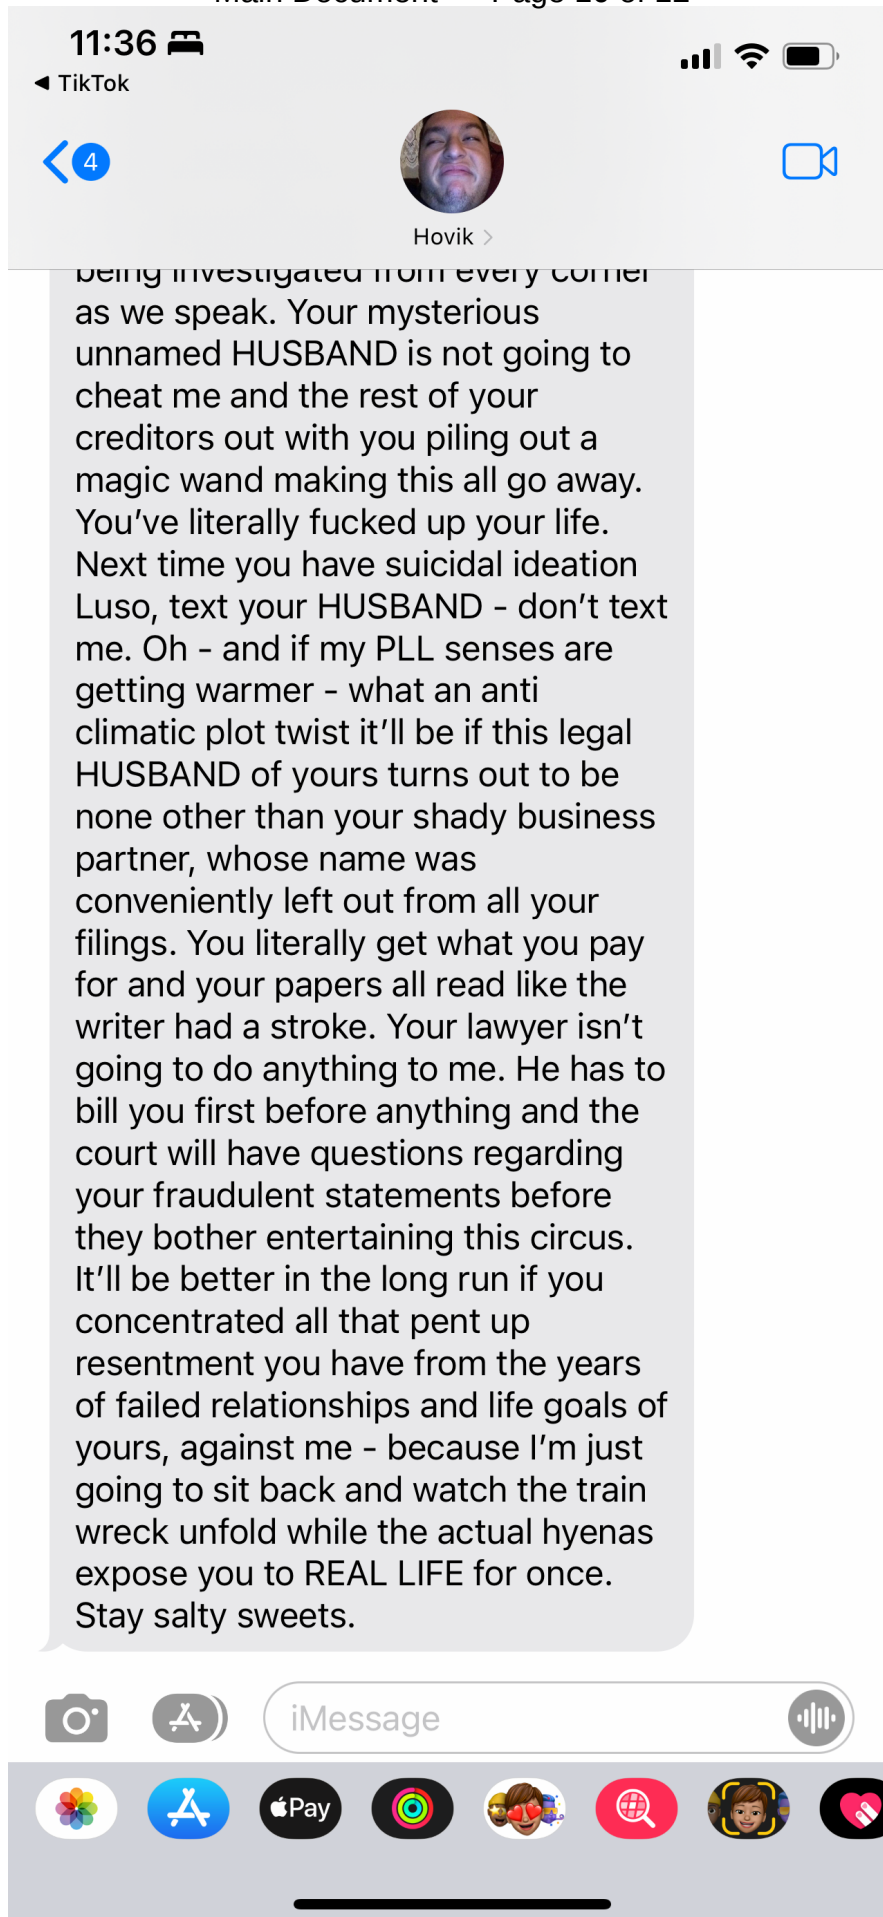 Main Document Page 20 of 22
11:36
◀ TikTok
4
Hovik >
being investigated from every corner
as we speak. Your mysterious
unnamed HUSBAND is not going to
cheat me and the rest of your
creditors out with you piling out a
magic wand making this all go away.
You’ve literally fucked up your life.
Next time you have suicidal ideation
Luso, text your HUSBAND - don’t text
me. Oh - and if my PLL senses are
getting warmer - what an anti
climatic plot twist it’ll be if this legal
HUSBAND of yours turns out to be
none other than your shady business
partner, whose name was
conveniently left out from all your
filings. You literally get what you pay
for and your papers all read like the
writer had a stroke. Your lawyer isn’t
going to do anything to me. He has to
bill you first before anything and the
court will have questions regarding
your fraudulent statements before
they bother entertaining this circus.
It’ll be better in the long run if you
concentrated all that pent up
resentment you have from the years
of failed relationships and life goals of
yours, against me - because I’m just
going to sit back and watch the train
wreck unfold while the actual hyenas
expose you to REAL LIFE for once.
Stay salty sweets.
iMessage
Pay